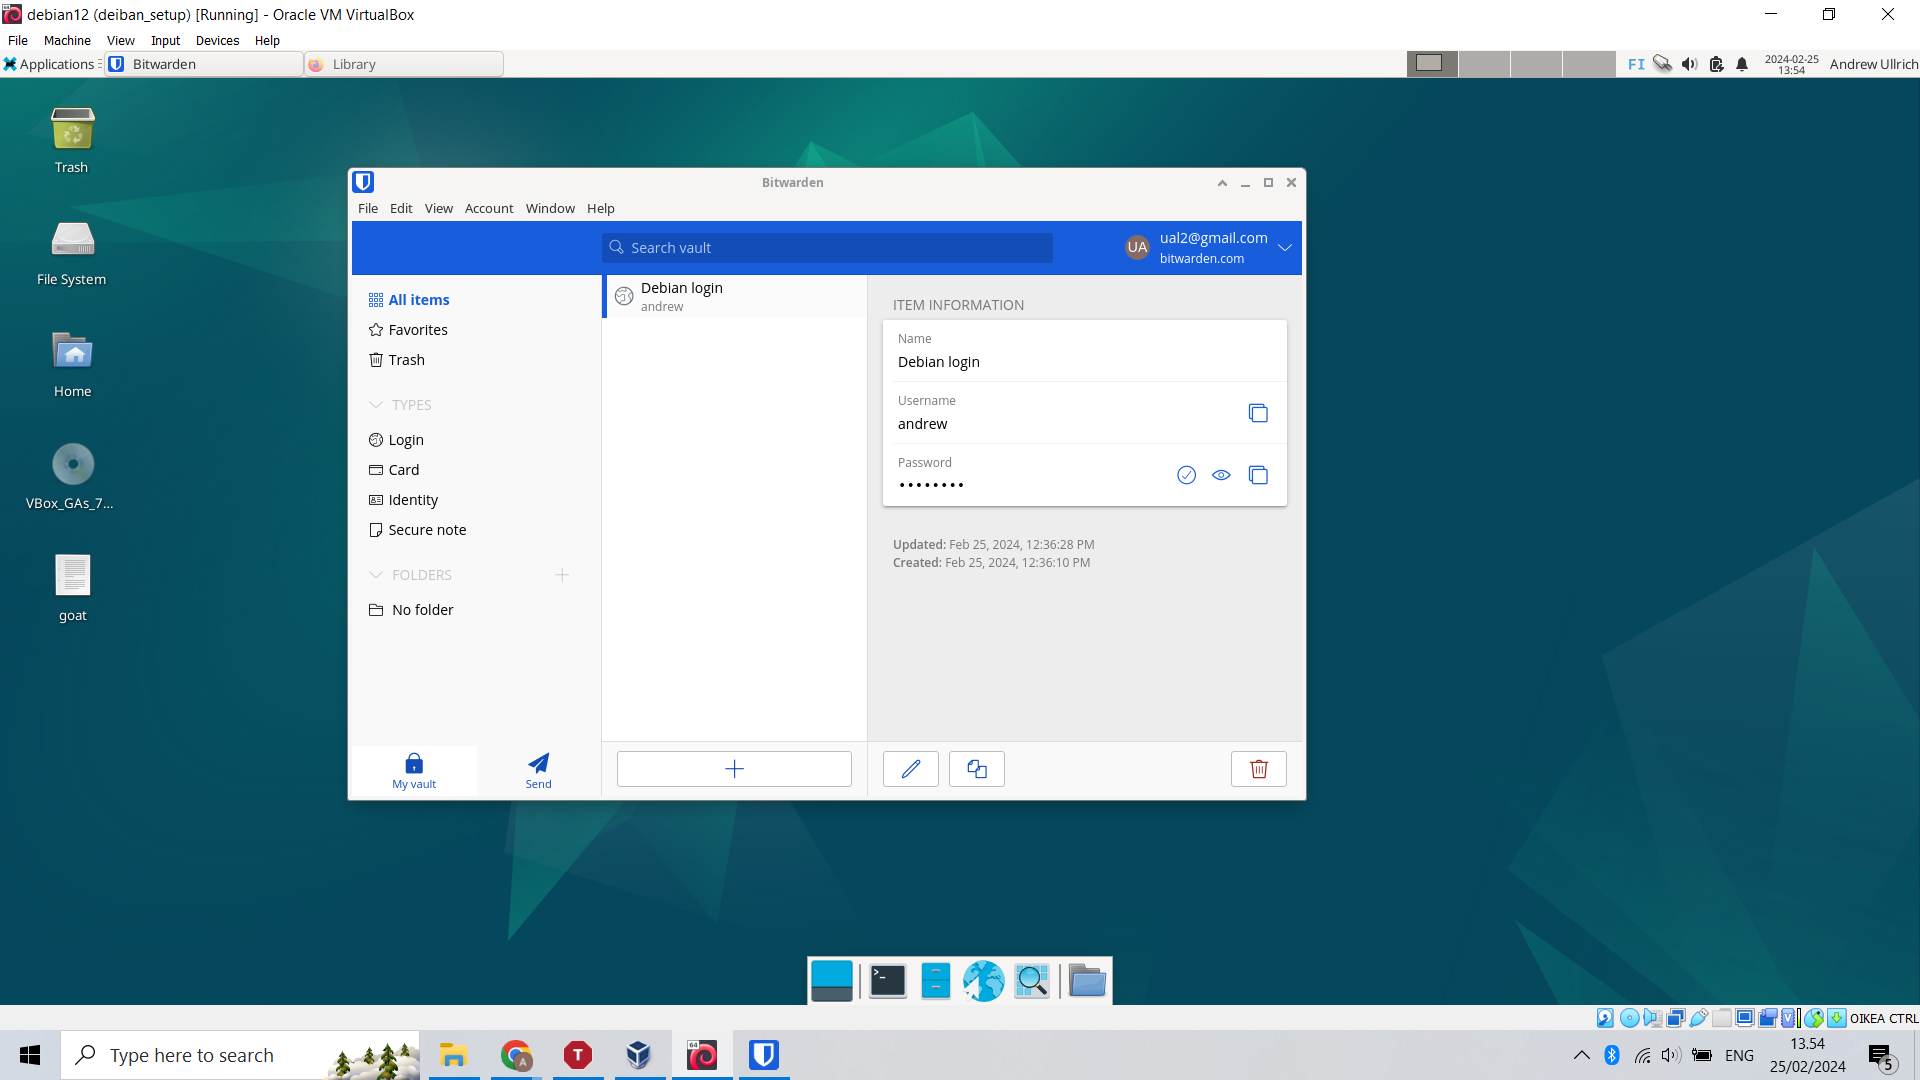 debian12 (deiban_setup) [Running] - Oracle VM VirtualBox
File Machine View Input Devices Help
Applications Bitwarden Library FI 2024-02-25 13:54 Andrew Ullrich
Trash
File System
Home
VBox_GAs_7...
goat
Bitwarden
File Edit View Account Window Help
Search vault
UA
ual2@gmail.com
bitwarden.com
All items
Favorites
Trash
TYPES
Login
Card
Identity
Secure note
FOLDERS
No folder
My vault
Send
Debian login
andrew
ITEM INFORMATION
Name
Debian login
Username
andrew
Password
••••••••
Updated: Feb 25, 2024, 12:36:28 PM
Created: Feb 25, 2024, 12:36:10 PM
OIKEA CTRL
Type here to search
ENG
13.54
25/02/2024
5